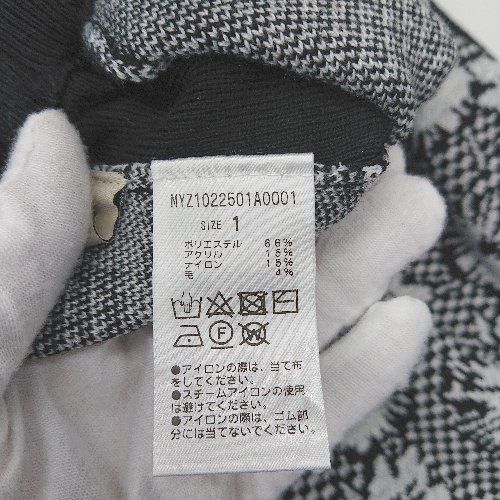 NYZ1022501A0001
SIZE 1
ポリエステル 66%
アクリル 15%
ナイロン 15%
毛 4%
●アイロンの際は、当て布
をしてください。
●スチームアイロンの使用
は避けてください。
●アイロンの際は、ゴム部
分には当てないでください。